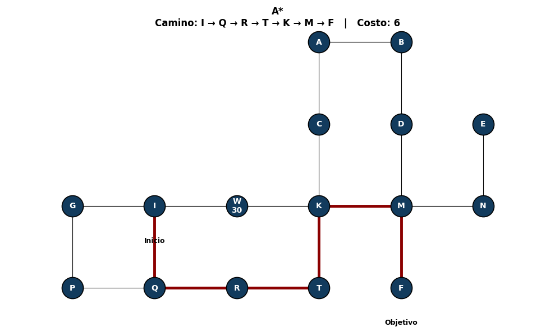 A*
Camino: I → Q → R → T → K → M → F | Costo: 6
A
B
C
D
E
G
I
W
30
K
M
N
Inicio
P
Q
R
T
F
Objetivo